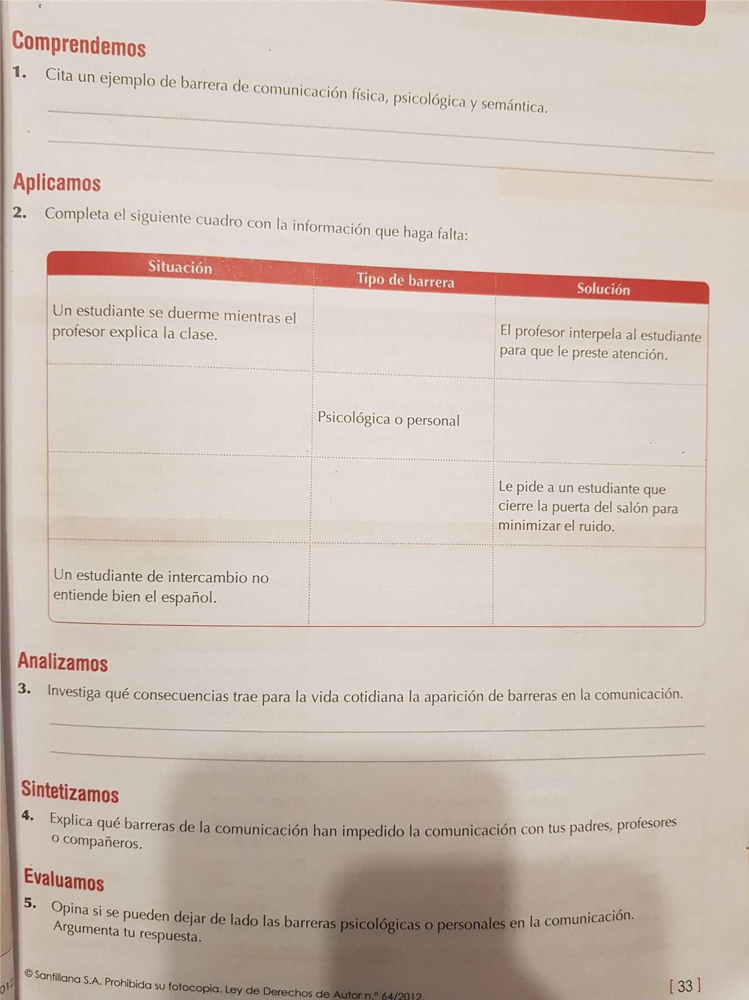 Comprendemos
1. Cita un ejemplo de barrera de comunicación física, psicológica y semántica.
Aplicamos
2. Completa el siguiente cuadro con la información que haga falta:
Situación
Tipo de barrera
Solución
Un estudiante se duerme mientras el
profesor explica la clase.
El profesor interpela al estudiante
para que le preste atención.
Psicológica o personal
Le pide a un estudiante que
cierre la puerta del salón para
minimizar el ruido.
Un estudiante de intercambio no
entiende bien el español.
Analizamos
3. Investiga qué consecuencias trae para la vida cotidiana la aparición de barreras en la comunicación.
Sintetizamos
4. Explica qué barreras de la comunicación han impedido la comunicación con tus padres, profesores
o compañeros.
Evaluamos
5. Opina si se pueden dejar de lado las barreras psicológicas o personales en la comunicación.
Argumenta tu respuesta.
© Santillana S.A. Prohibida su fotocopia. Ley de Derechos de Autor n.º 64/2012.
[ 33 ]